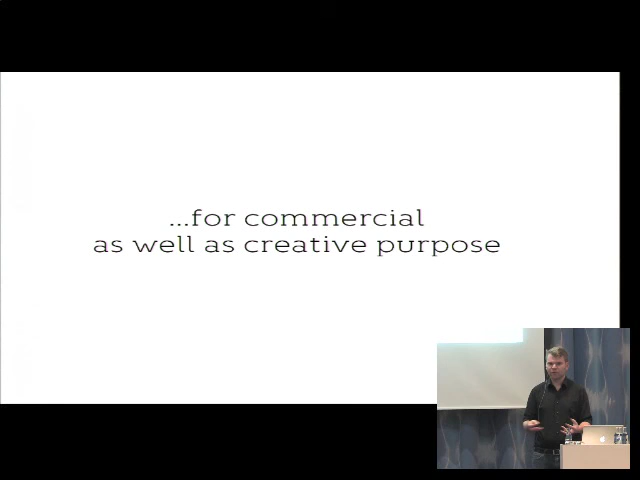 ...for commercial
as well as creative purpose